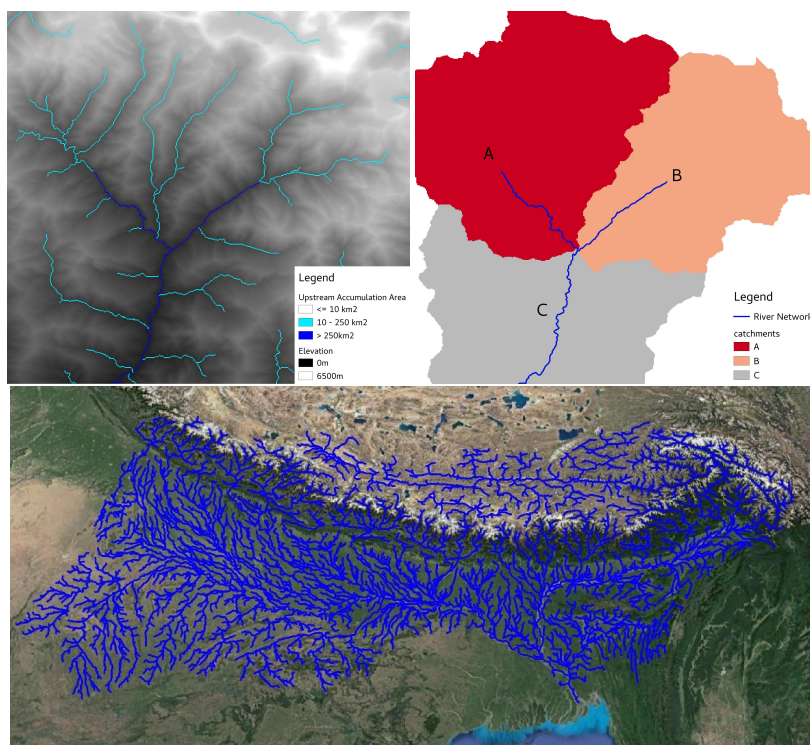 Legend
Upstream Accumulation Area
<= 10 km2
10 - 250 km2
> 250km2
Elevation
0m
6500m
A
B
C
Legend
River Network
catchments
A
B
C